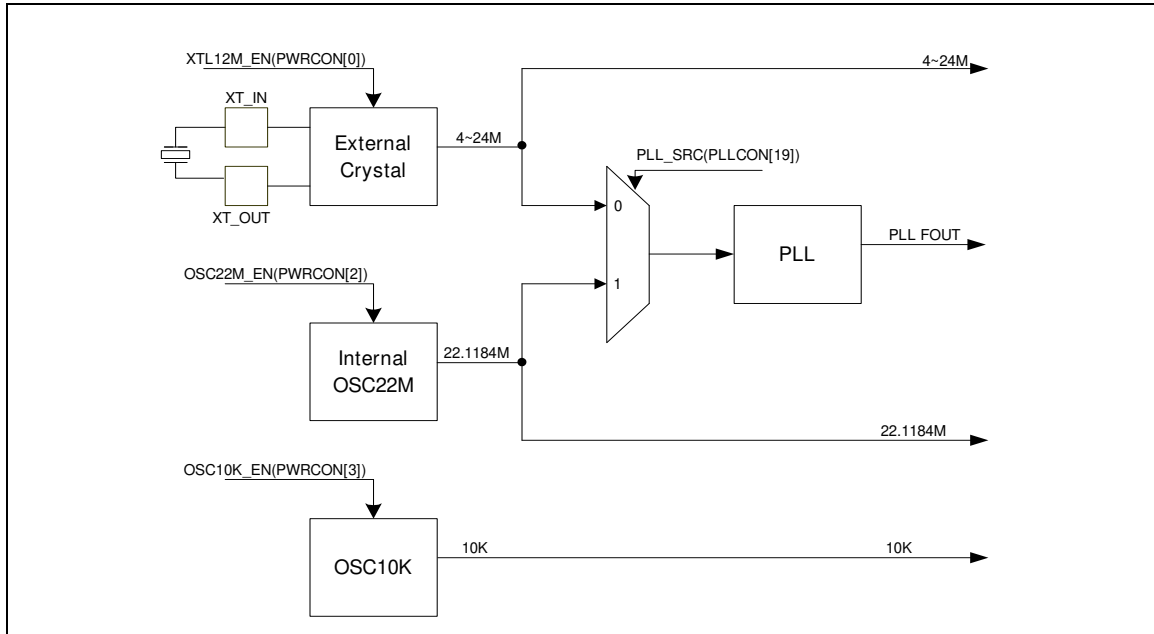 XTL12M_EN(PWRCON[0])
4~24M
XT_IN
External
Crystal
4~24M
XT_OUT
PLL_SRC(PLLCON[19])
0
PLL
PLL FOUT
1
OSC22M_EN(PWRCON[2])
Internal
OSC22M
22.1184M
22.1184M
OSC10K_EN(PWRCON[3])
OSC10K
10K
10K